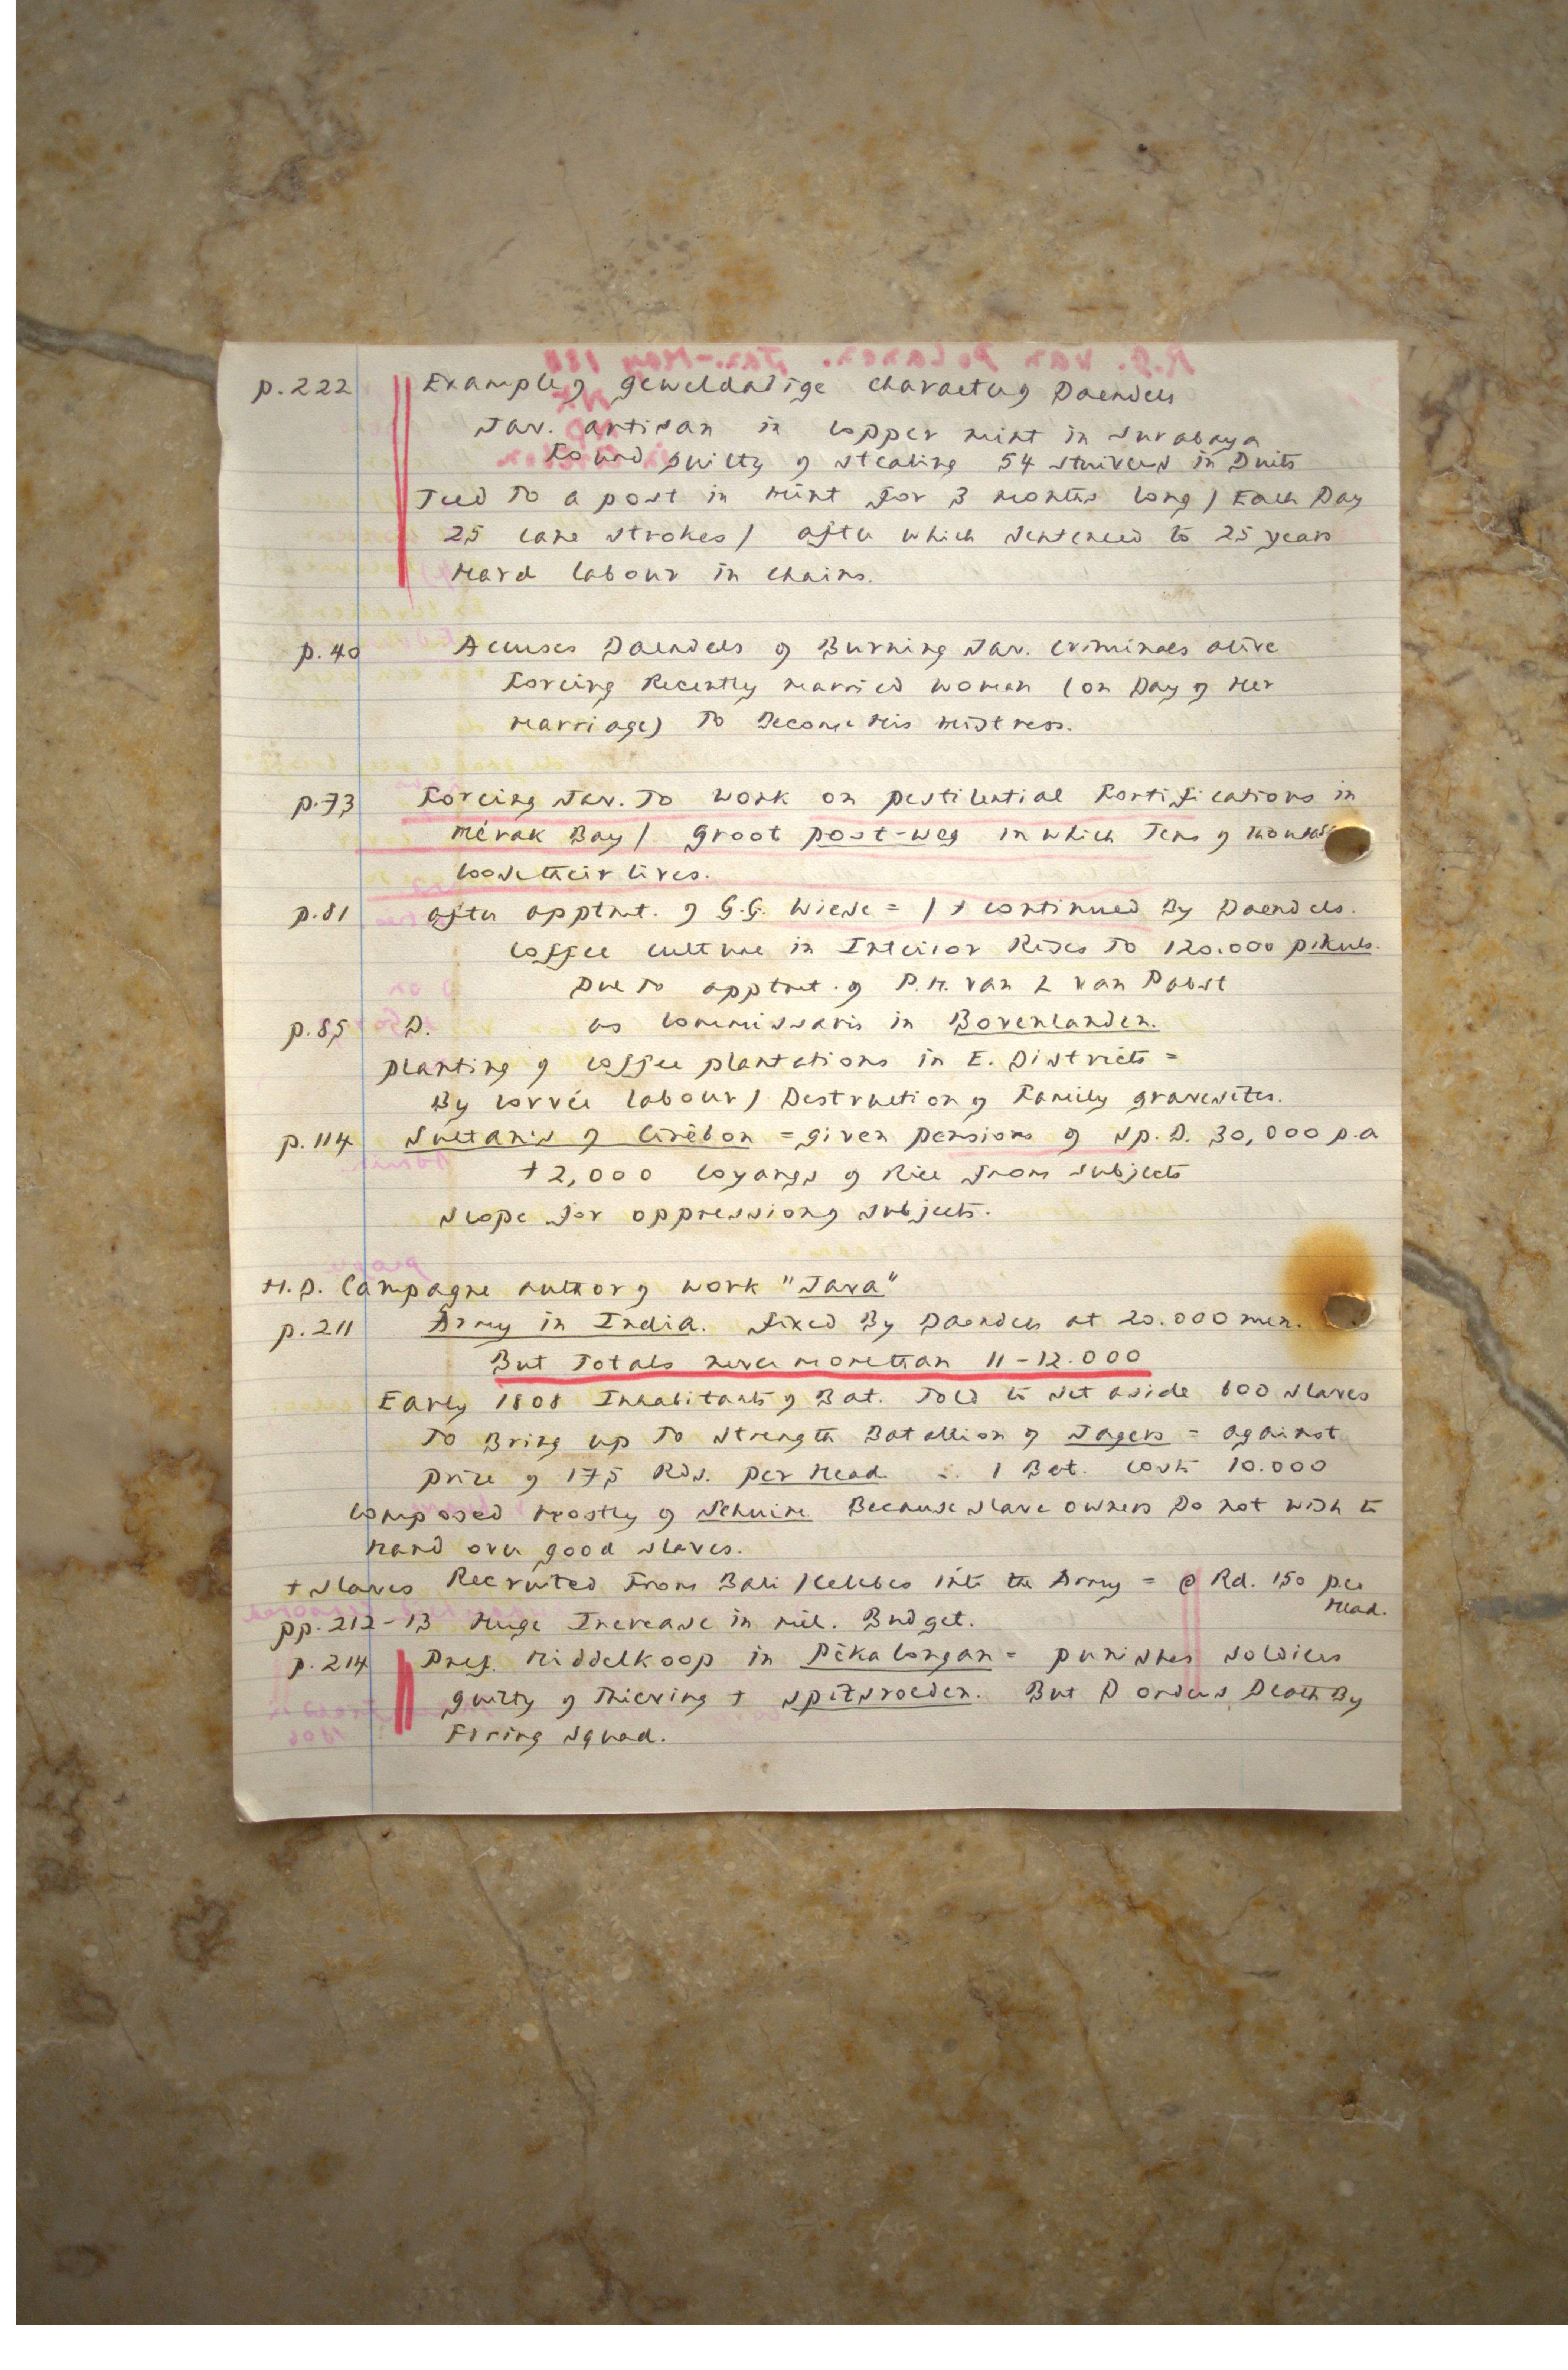 p.222 Example of geweldadige character of Daendels
Jav. artisan in copper mint in Surabaya
Found guilty of stealing 54 stuivers in Duits
Tied to a post in mint for 3 months long / Each Day
25 cane strokes / after which sentenced to 25 years
Hard labour in chains.
p.40 Accuses Daendels of Burning Jav. criminals alive
Forcing Recently married woman (on Day of Her
marriage) To Become His mistress.
p.73 Forcing Jav. To work on pestilential Fortifications in
Mérak Bay / groot post-weg in which Tens of
loose their lives.
p.81 after apptmt. of G.G. Wiese = / + continued By Daendels.
Coffee culture in Interior Rises To 120.000 pikuls.
Due To apptmt. of P.H. van L van Pabst
p.85 D. as commissaris in Bovenlanden.
planting of coffee plantations in E. Districts =
By corvée labour / Destruction of Family gravesites.
p.114 Sultan's of Cirĕbon = given pensions of Sp.D. 30,000 p.a
+ 2,000 coyangs of Rice from subjects
scope for oppression of subjects.
H.D. Campagne author of work "Java"
p.211 Army in India. fixed By Daendels at 20.000 men.
But Totals never more than 11-12.000
Early 1808 Inhabitants of Bat. Told to set aside 600 slaves
To Bring up To strength Batallion of Jagers = against
price of 175 Rds. per Head ∴ 1 Bat. costs 10.000
composed mostly of Schuim Because slave owners Do not wish to
Hand over good slaves.
+ slaves Recruited From Bali / Celebes into the Army = @ Rd. 150 per
Head.
pp.212-13 Huge Increase in mil. Budget.
p.214 Pref. Middelkoop in Pĕkalongan = punishes soldiers
guilty of Thieving + spitsroeden. But D orders Death By
Firing squad.